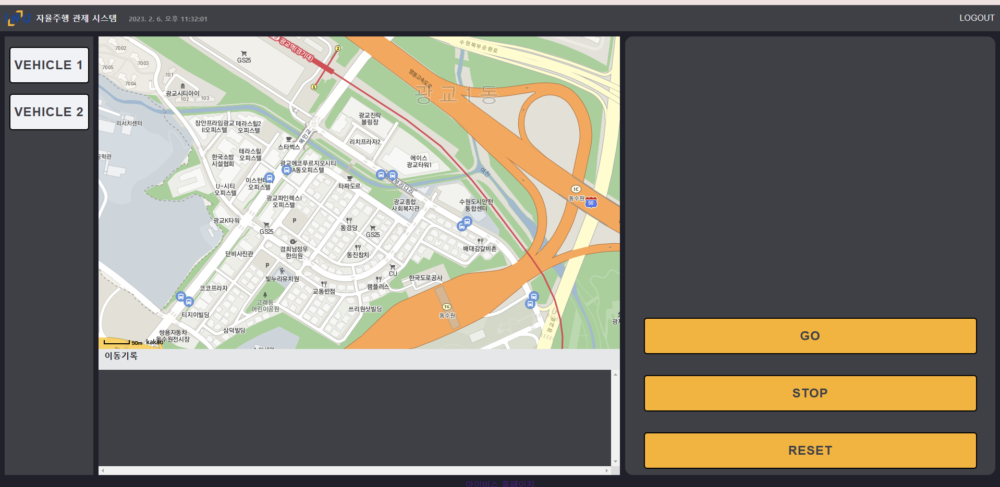 자율주행 관제 시스템
2023. 2. 6. 오후 11:32:01
LOGOUT
VEHICLE 1
VEHICLE 2
광교역(경기대)
2
1
수원북부순환로
영동고속도로
광교1동
7002
7003
7005
7004
101
GS25
광교시티아이
102
103
리서치센터
공학관
장안프라임광교
II오피스텔
테라스힐2
오피스텔
목민교
스타벅스
광교진락
볼링장
리치프라자2
에이스
광교타워1
테라스힐
오피스텔
한국소방
시설협회
광교에코푸르지오시티
A동오피스텔
여천
U-시티
오피스텔
오피스텔
타짜도르
IC
동수원
50
광교파인렉스I
오피스텔
광교종합
사회복지관
수원도시안전
통합센터
광교K타워
P
GS25
동경당
GS25
경희남정우
한의원
동진참치
배대감갈비촌
단비사진관
P
빛누리유치원
CU
한국도로공사
코코프라자
교동반점
램플러스
고래등
어린이공원
쓰리원샷빌딩
TG
동수원
티지이빌딩
삼덕빌딩
쌍용자동차
동수원전시장
광교로
50m
kakao
이동기록
GO
STOP
RESET
아이비스 홈페이지